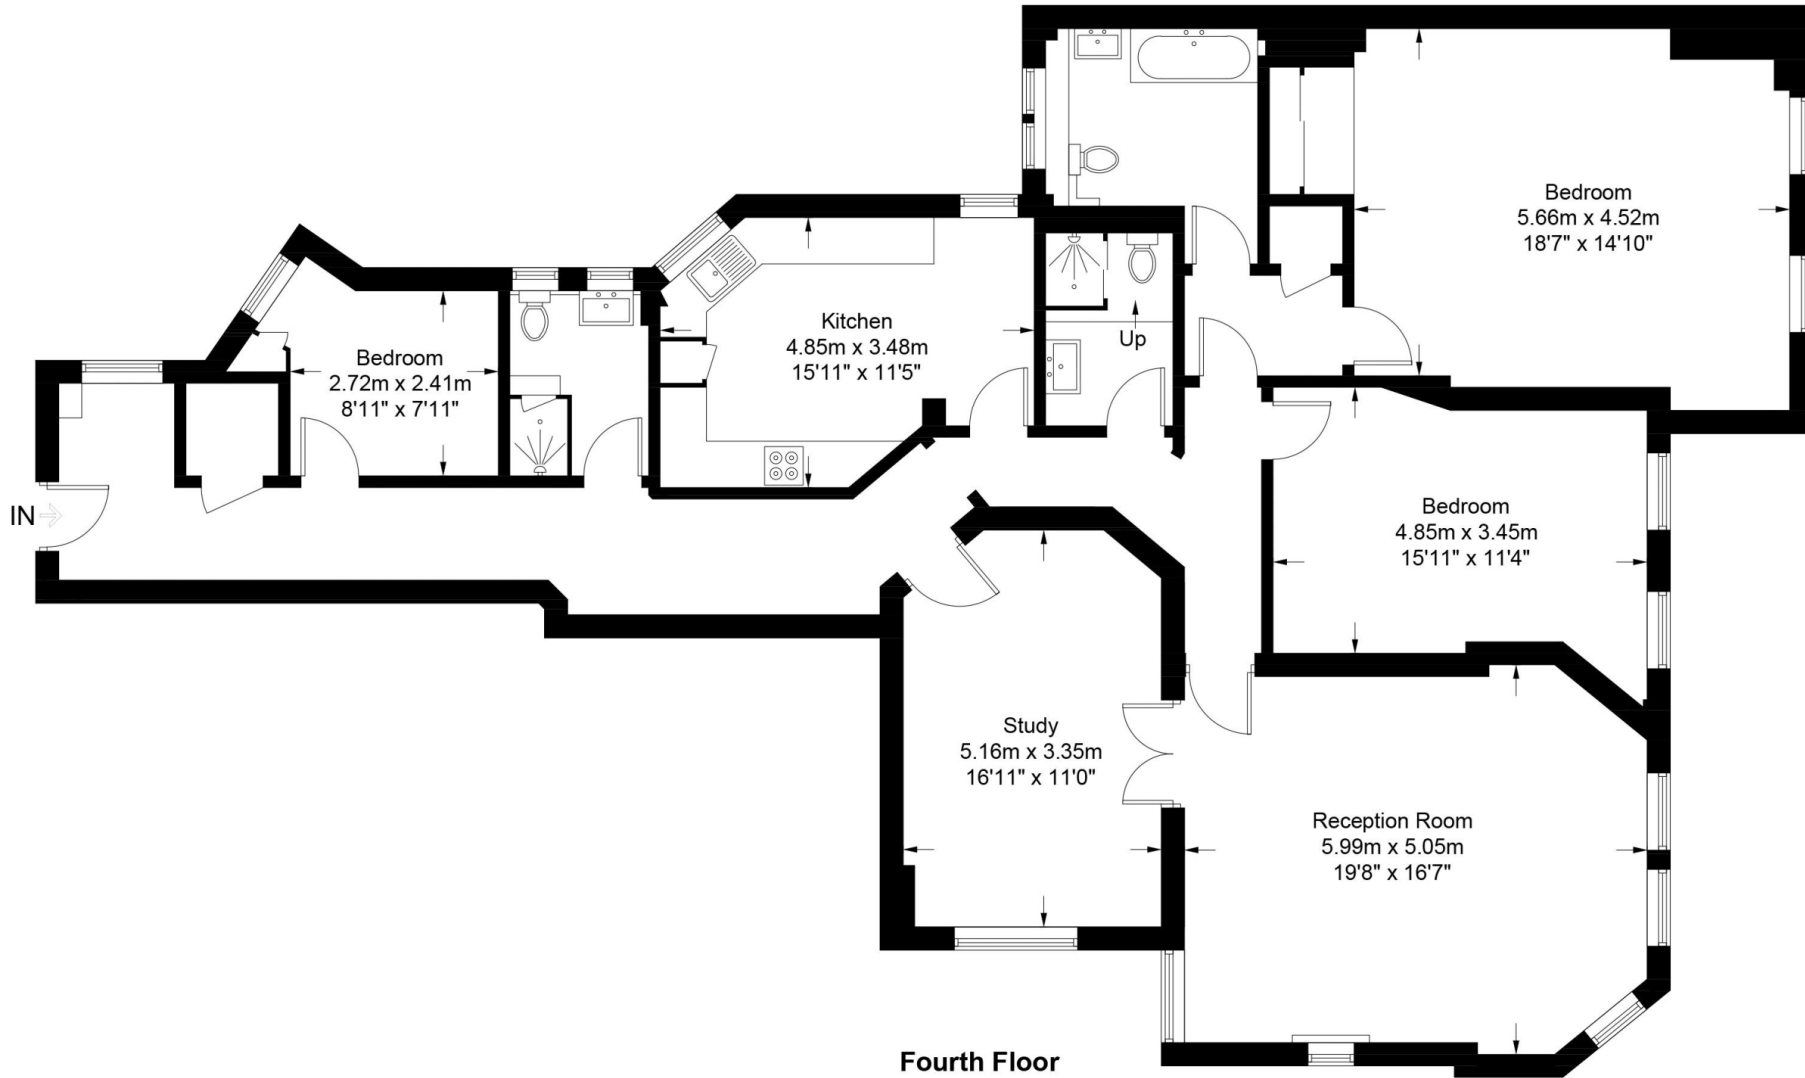 Bedroom
5.66m x 4.52m
18'7" x 14'10"
Kitchen
4.85m x 3.48m
15'11" x 11'5"
Up
Bedroom
2.72m x 2.41m
8'11" x 7'11"
IN
Bedroom
4.85m x 3.45m
15'11" x 11'4"
Study
5.16m x 3.35m
16'11" x 11'0"
Reception Room
5.99m x 5.05m
19'8" x 16'7"
Fourth Floor